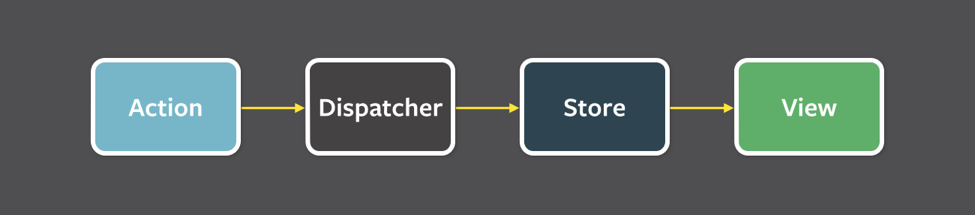 Action
Dispatcher
Store
View